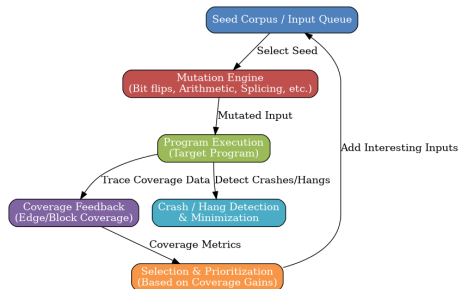 Seed Corpus / Input Queue
Select Seed
Mutation Engine
(Bit flips, Arithmetic, Splicing, etc.)
Mutated Input
Program Execution
(Target Program)
Add Interesting Inputs
Trace Coverage Data
Detect Crashes/Hangs
Coverage Feedback
(Edge/Block Coverage)
Crash / Hang Detection
& Minimization
Coverage Metrics
Selection & Prioritization
(Based on Coverage Gains)